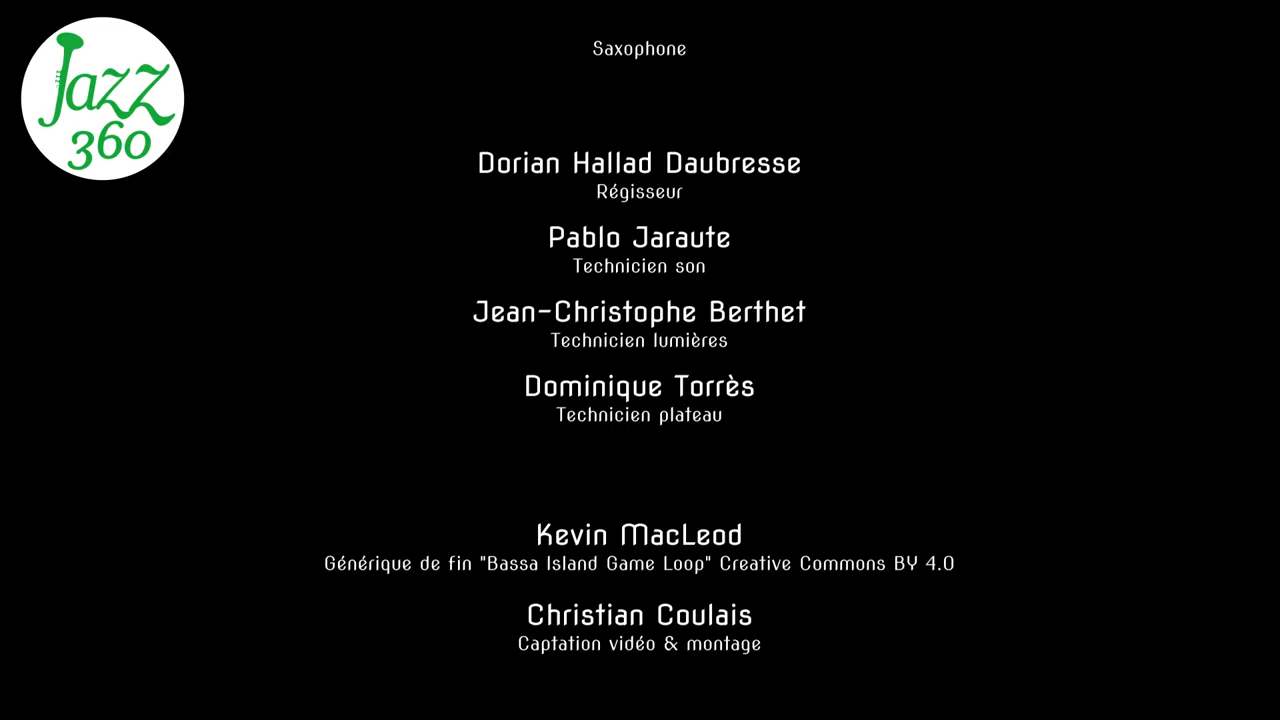 Jazz
360
Saxophone
Dorian Hallad Daubresse
Régisseur
Pablo Jaraute
Technicien son
Jean-Christophe Berthet
Technicien lumières
Dominique Torrès
Technicien plateau
Kevin MacLeod
Générique de fin "Bassa Island Game Loop" Creative Commons BY 4.0
Christian Coulais
Captation vidéo & montage